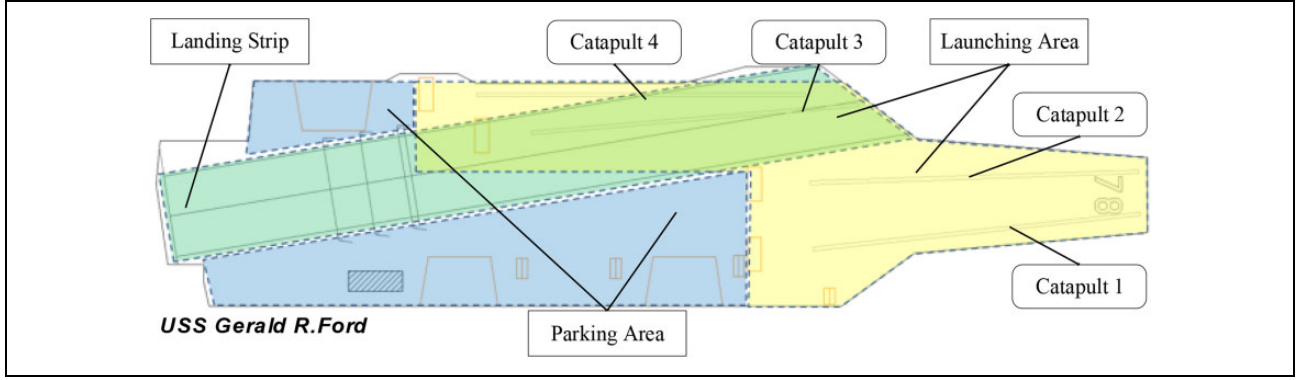 Landing Strip
Catapult 4
Catapult 3
Launching Area
Catapult 2
78
Catapult 1
USS Gerald R.Ford
Parking Area